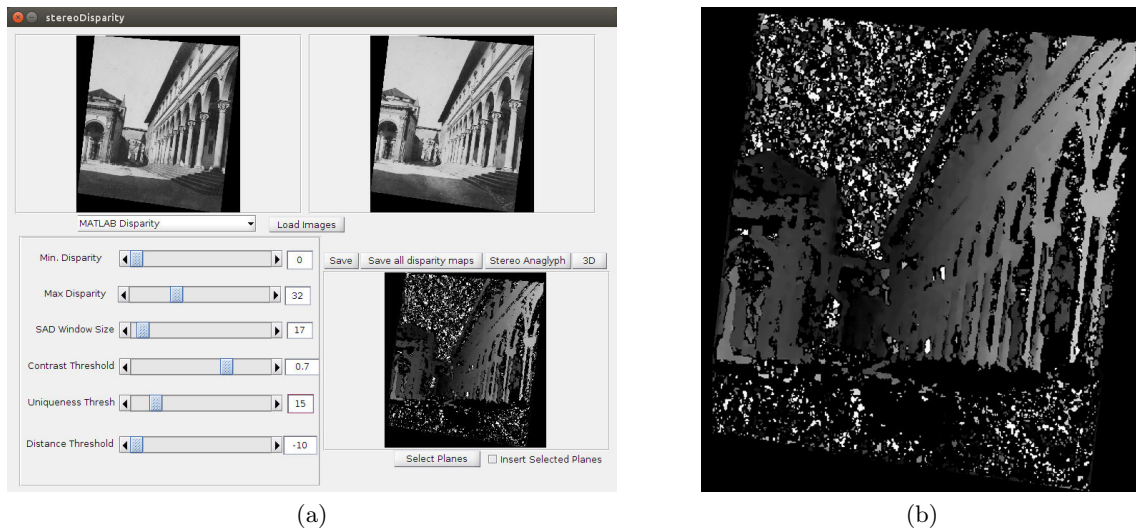 stereoDisparity
MATLAB Disparity
Load Images
Min. Disparity 0
Max Disparity 32
SAD Window Size 17
Contrast Threshold 0.7
Uniqueness Thresh 15
Distance Threshold -10
Save Save all disparity maps Stereo Anaglyph 3D
Select Planes Insert Selected Planes
(a) (b)